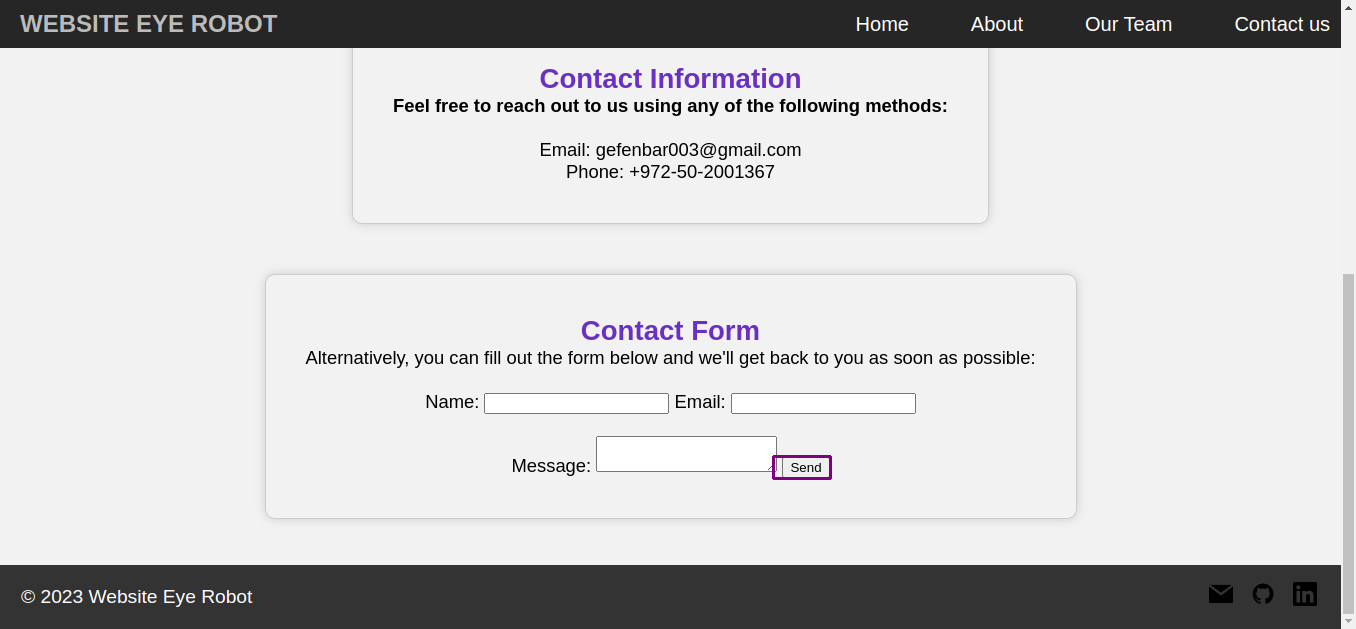 WEBSITE EYE ROBOT Home About Our Team Contact us
Contact Information
Feel free to reach out to us using any of the following methods:
Email: gefenbar003@gmail.com
Phone: +972-50-2001367
Contact Form
Alternatively, you can fill out the form below and we'll get back to you as soon as possible:
Name: Email:
Message: Send
© 2023 Website Eye Robot